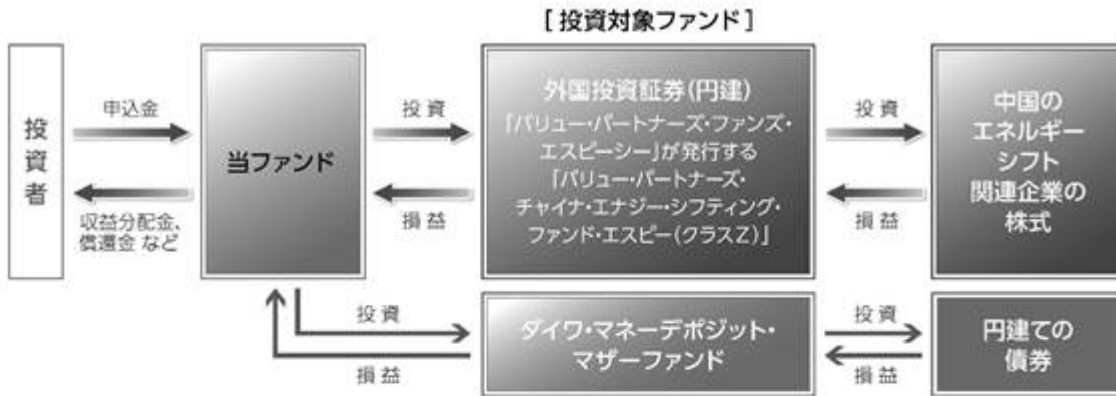 [投資対象ファンド]
投資者
申込金
収益分配金、
償還金 など
当ファンド
投資
損益
外国投資証券(円建)
「バリュー・パートナーズ・ファンズ・
エスピーシー」が発行する
「バリュー・パートナーズ・
チャイナ・エナジー・シフティング・
ファンド・エスピー(クラスZ)」
投資
損益
中国の
エネルギー
シフト
関連企業の
株式
投資
損益
ダイワ・マネーデポジット・
マザーファンド
投資
損益
円建ての
債券